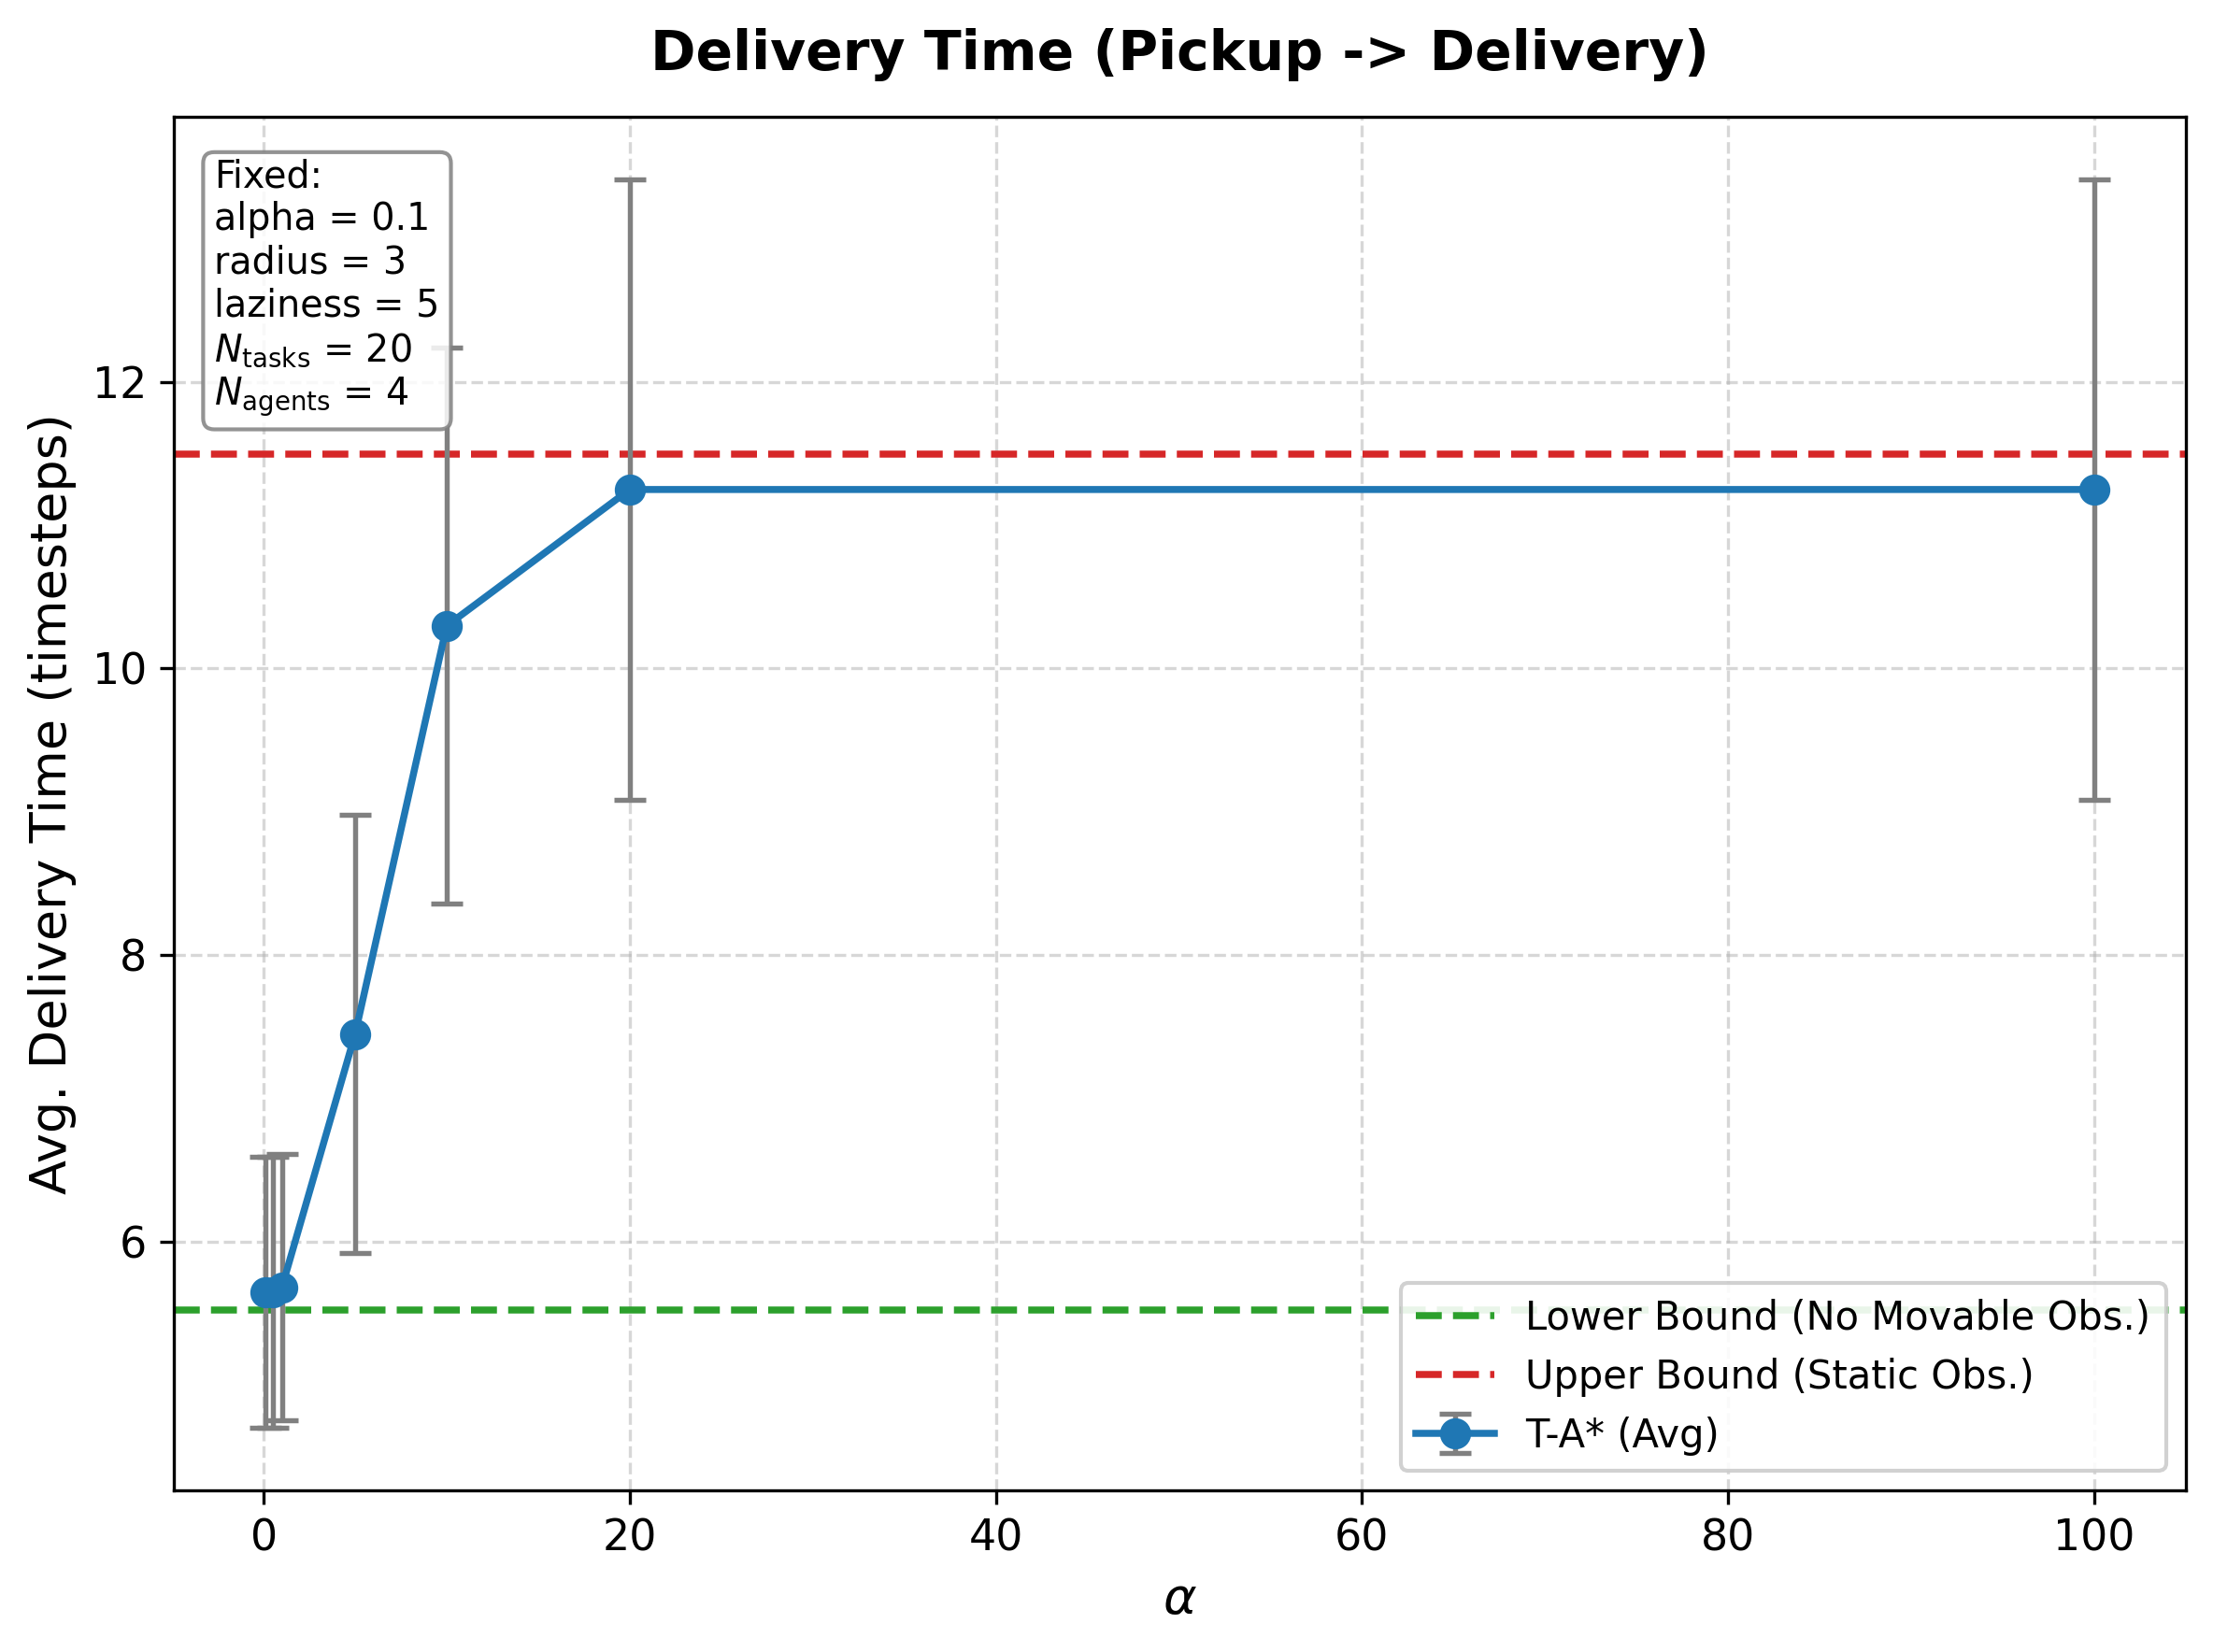 Delivery Time (Pickup -> Delivery)
Fixed:
alpha = 0.1
radius = 3
laziness = 5
N_tasks = 20
N_agents = 4
Avg. Delivery Time (timesteps)
12
10
8
6
Lower Bound (No Movable Obs.)
Upper Bound (Static Obs.)
T-A* (Avg)
0 20 40 60 80 100
α